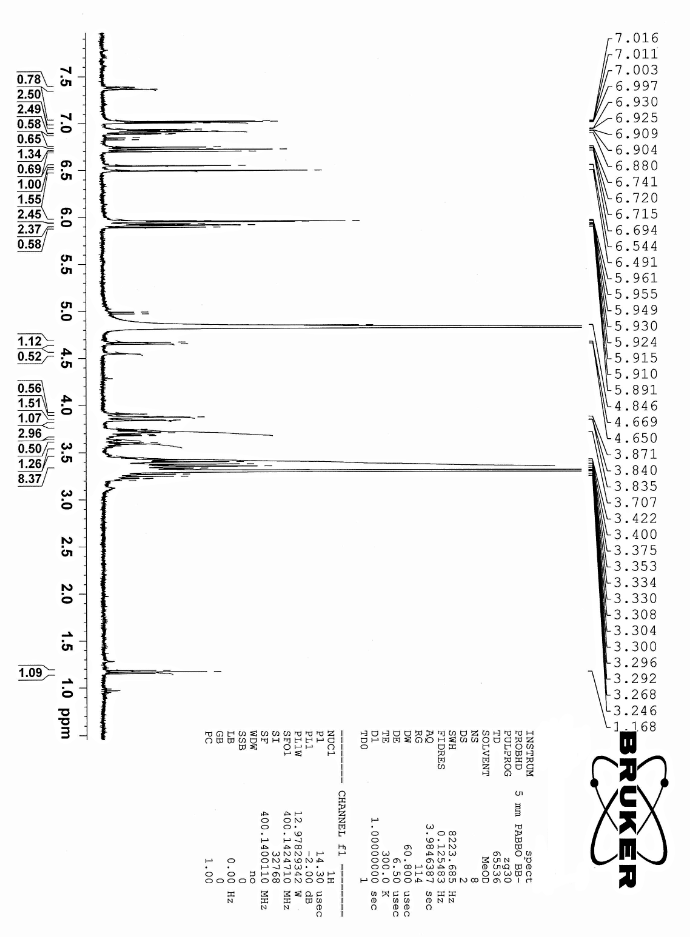 7.016
7.011
7.003
6.997
6.930
6.925
6.909
6.904
6.880
6.741
6.720
6.715
6.694
6.544
6.491
5.961
5.955
5.949
5.930
5.924
5.915
5.910
5.891
4.846
4.669
4.650
3.871
3.840
3.835
3.707
3.422
3.400
3.375
3.353
3.334
3.330
3.308
3.304
3.300
3.296
3.292
3.268
3.246
1.168
BRUKER
INSTRUM spect
PROBHD 5 mm PABBO BB-
PULPROG zg30
TD 65536
SOLVENT MeOD
NS 8
DS 2
SWH 8223.685 Hz
FIDRES 0.125483 Hz
AQ 3.9846387 sec
RG 114
DW 60.800 usec
DE 6.50 usec
TE 300.0 K
D1 1.00000000 sec
TD0 1
======== CHANNEL f1 ========
NUC1 1H
P1 14.30 usec
PL1 -2.00 dB
PL1W 12.97829342 W
SFO1 400.1424710 MHz
SI 32768
SF 400.1400110 MHz
WDW no
SSB 0
LB 0.00 Hz
GB 0
PC 1.00
7.5 7.0 6.5 6.0 5.5 5.0 4.5 4.0 3.5 3.0 2.5 2.0 1.5 1.0 ppm
0.78
2.50
2.49
0.58
0.65
1.34
0.69
1.00
1.55
2.45
2.37
0.58
1.12
0.52
0.56
1.51
1.07
2.96
0.50
1.26
8.37
1.09